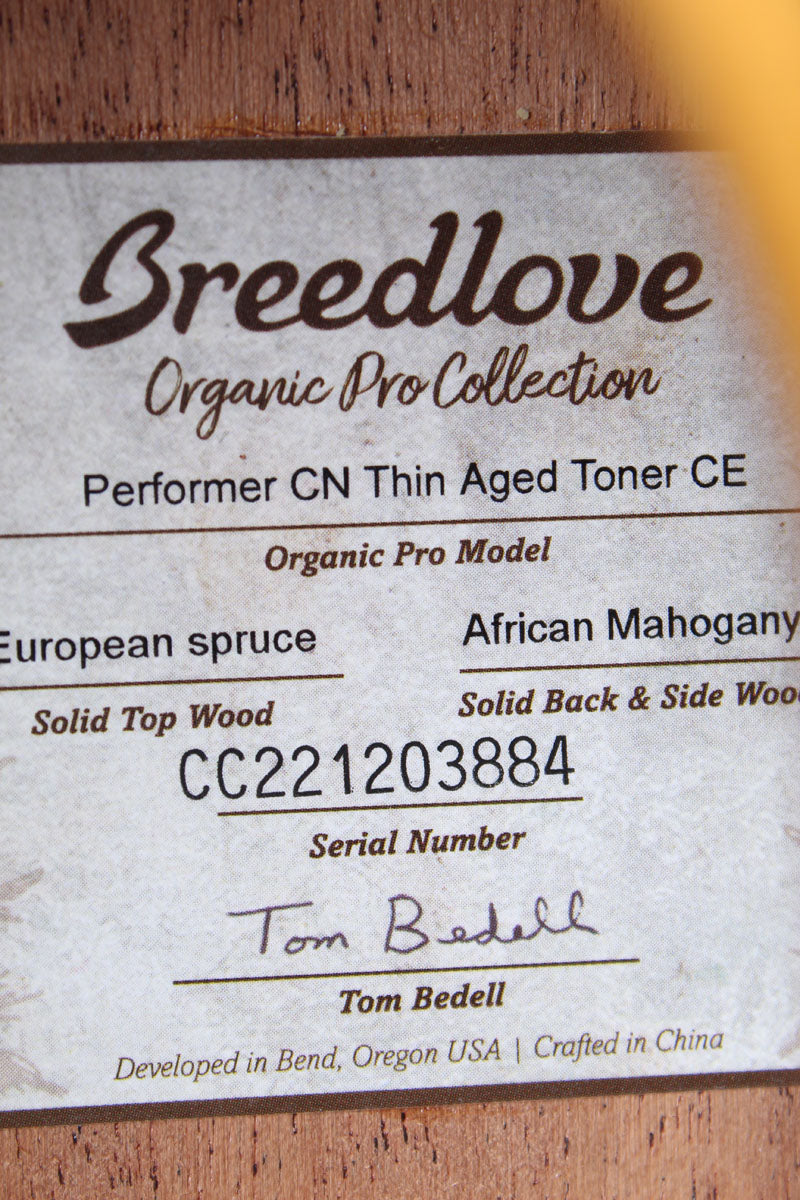 Breedlove
Organic Pro Collection
Performer CN Thin Aged Toner CE
Organic Pro Model
European spruce African Mahogany
Solid Top Wood Solid Back & Side Wood
CC221203884
Serial Number
Tom Bedell
Tom Bedell
Developed in Bend, Oregon USA | Crafted in China